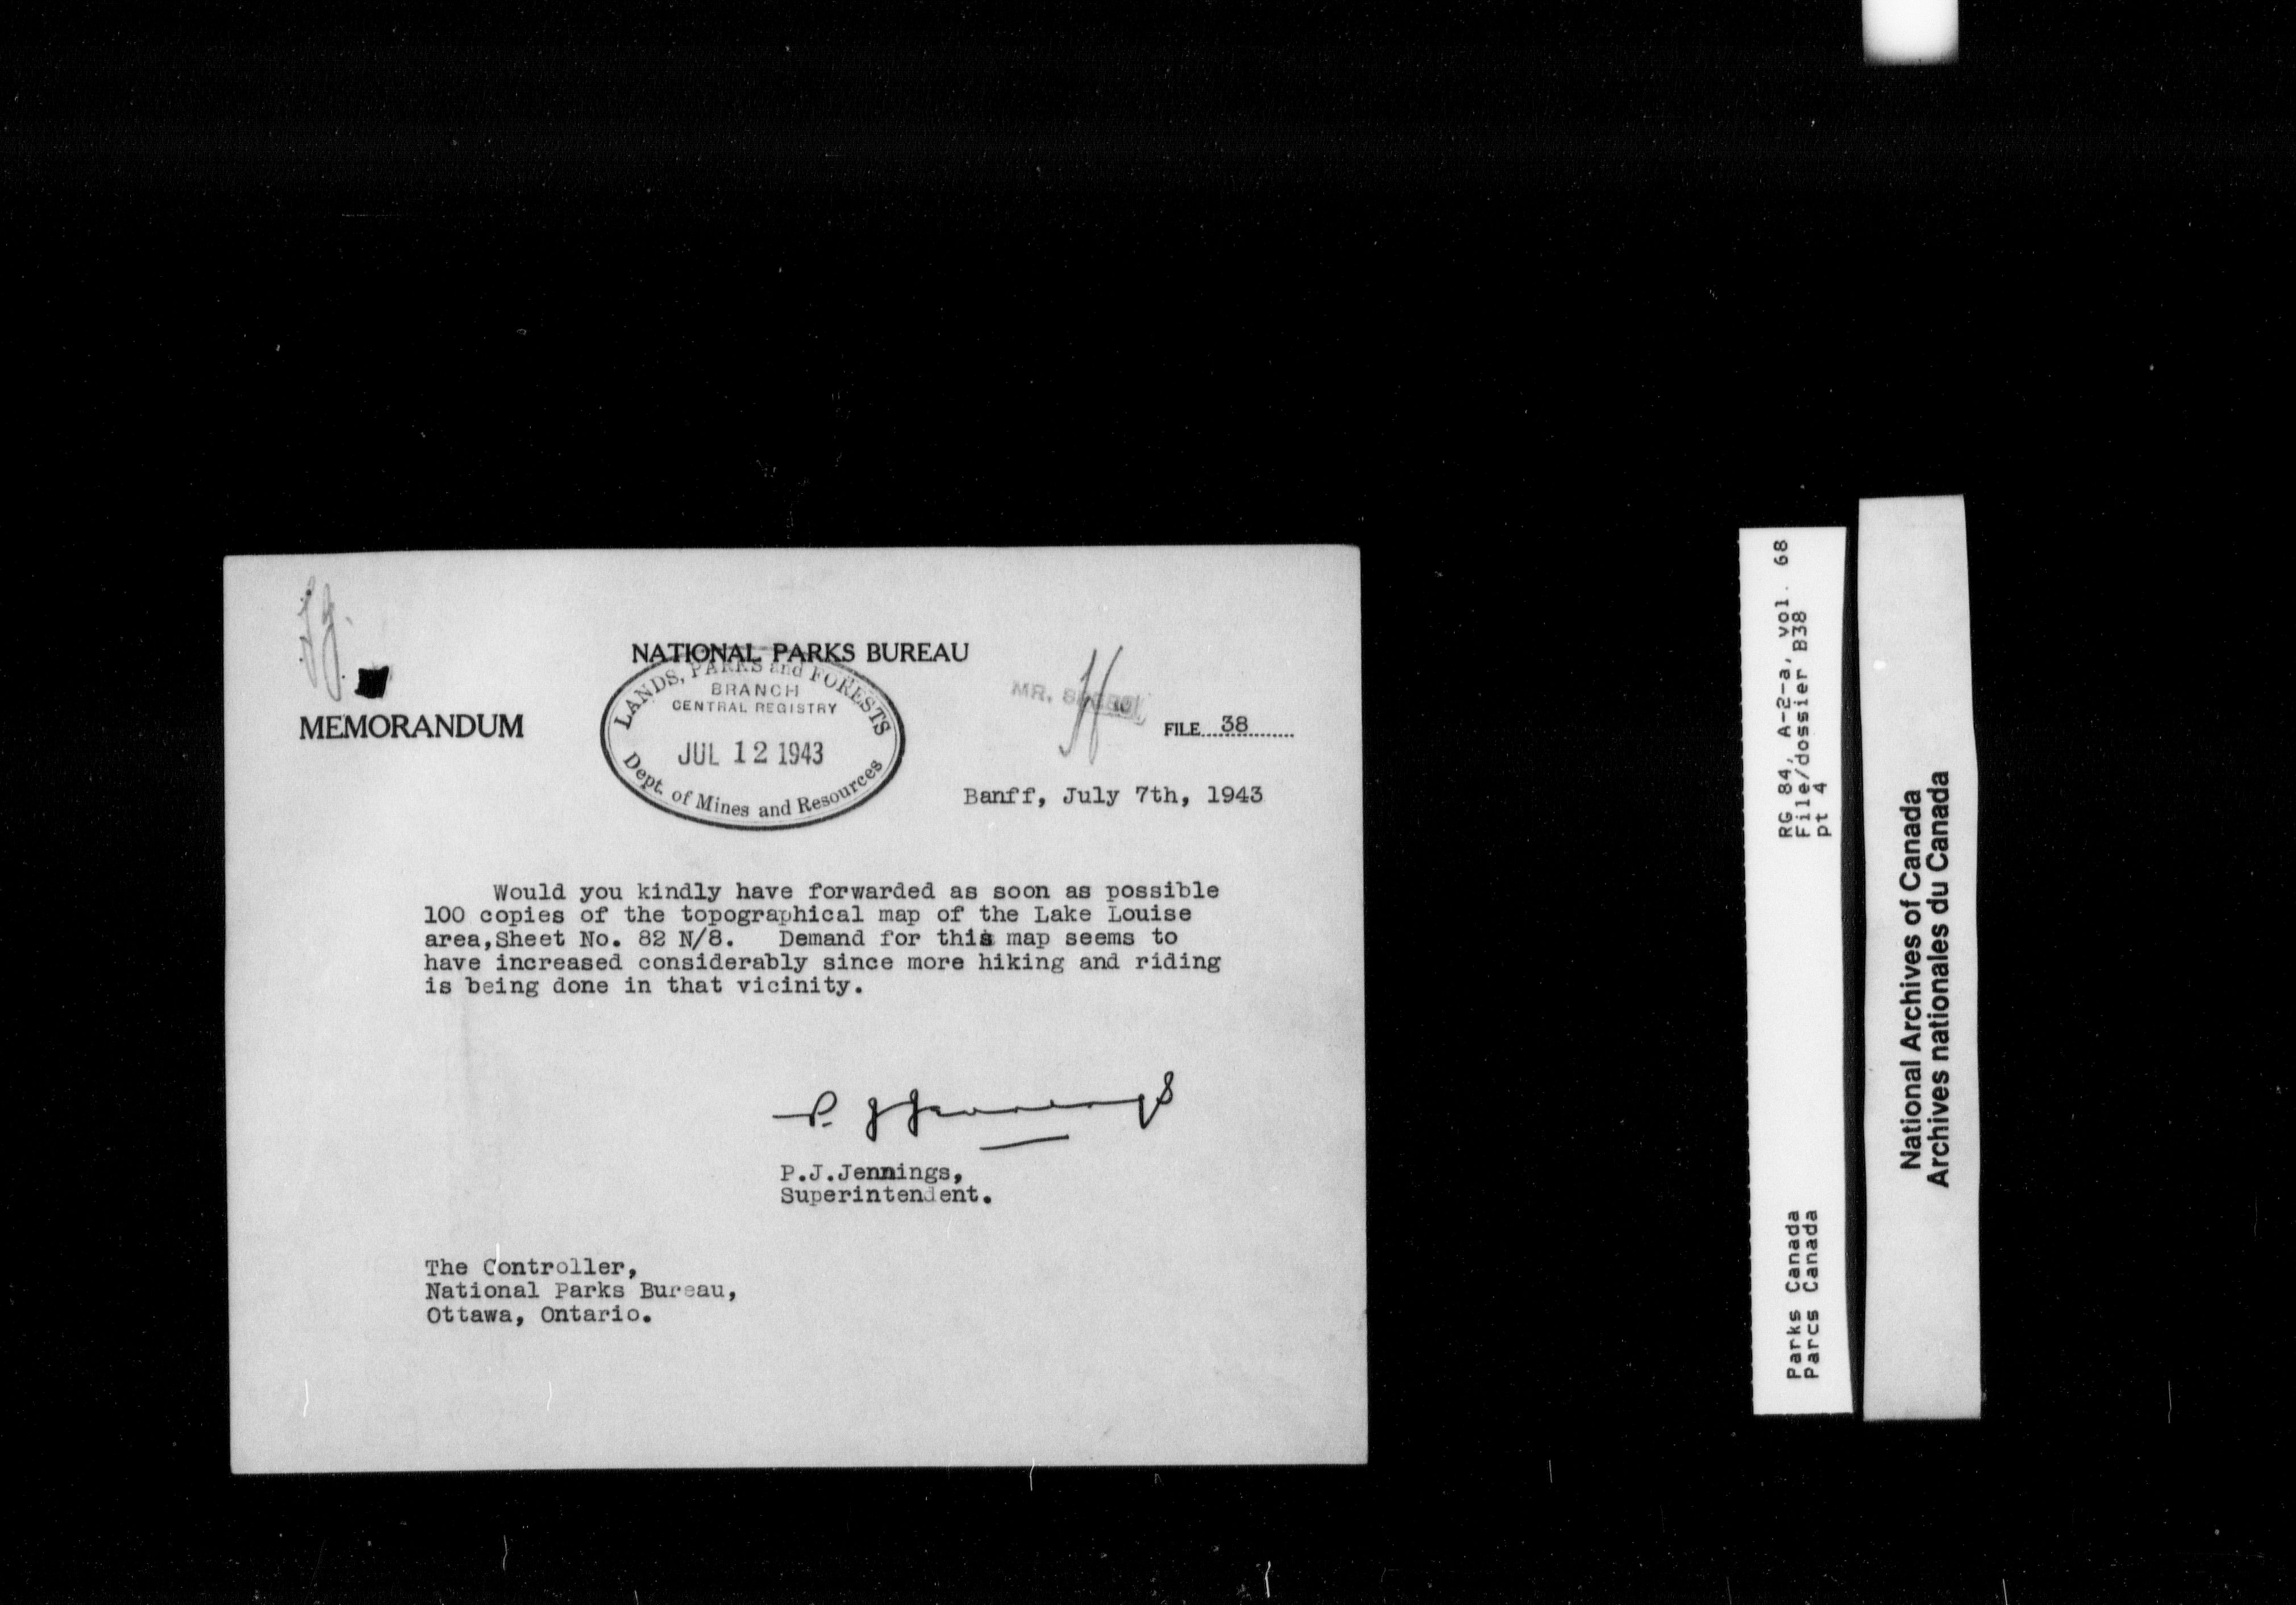 NATIONAL PARKS BUREAU
LANDS, PARKS and FORESTS
BRANCH
CENTRAL REGISTRY
JUL 12 1943
Dept. of Mines and Resources
MR.
MEMORANDUM
FILE 38
Banff, July 7th, 1943
Would you kindly have forwarded as soon as possible
100 copies of the topographical map of the Lake Louise
area,Sheet No. 82 N/8. Demand for this map seems to
have increased considerably since more hiking and riding
is being done in that vicinity.
P J Jennings
P.J.Jennings,
Superintendent.
The Controller,
National Parks Bureau,
Ottawa, Ontario.
RG 84, A-2-a, vol. 68
File/dossier B38
pt 4
Parks Canada
Parcs Canada
National Archives of Canada
Archives nationales du Canada